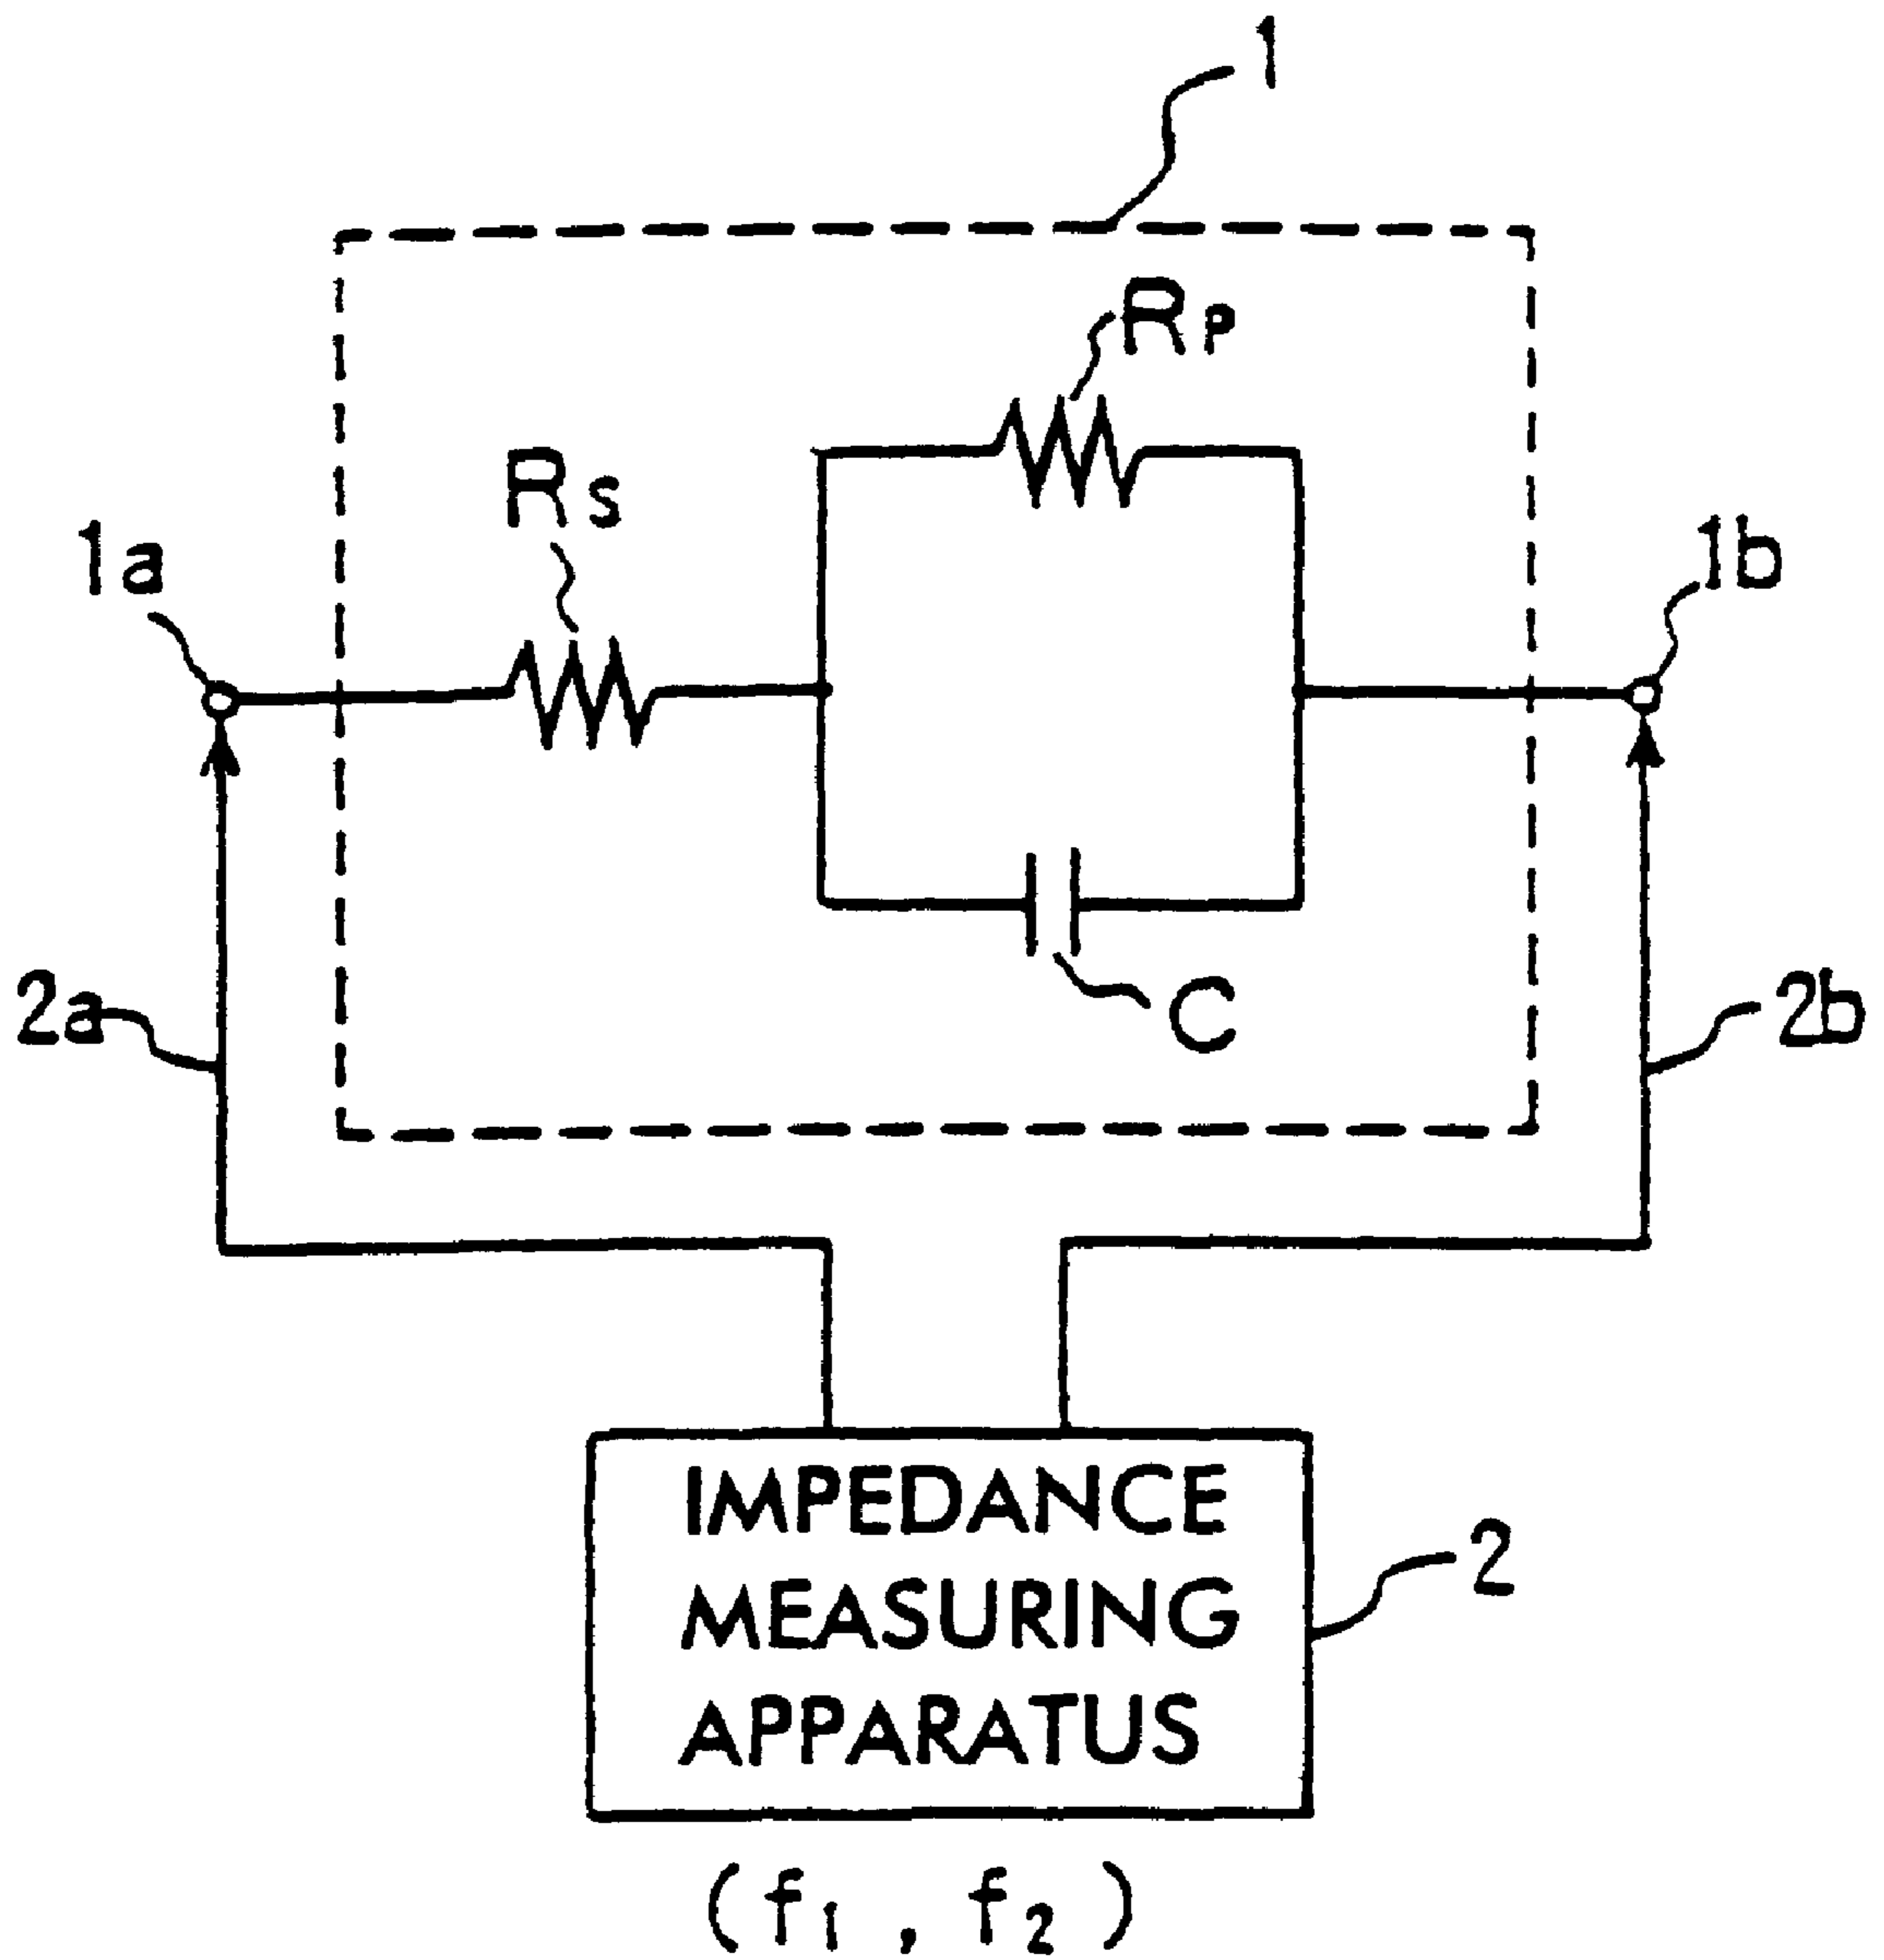 1
Rp
Rs
1a
1b
2a
C
2b
IMPEDANCE
MEASURING
APPARATUS
2
(f1, f2)